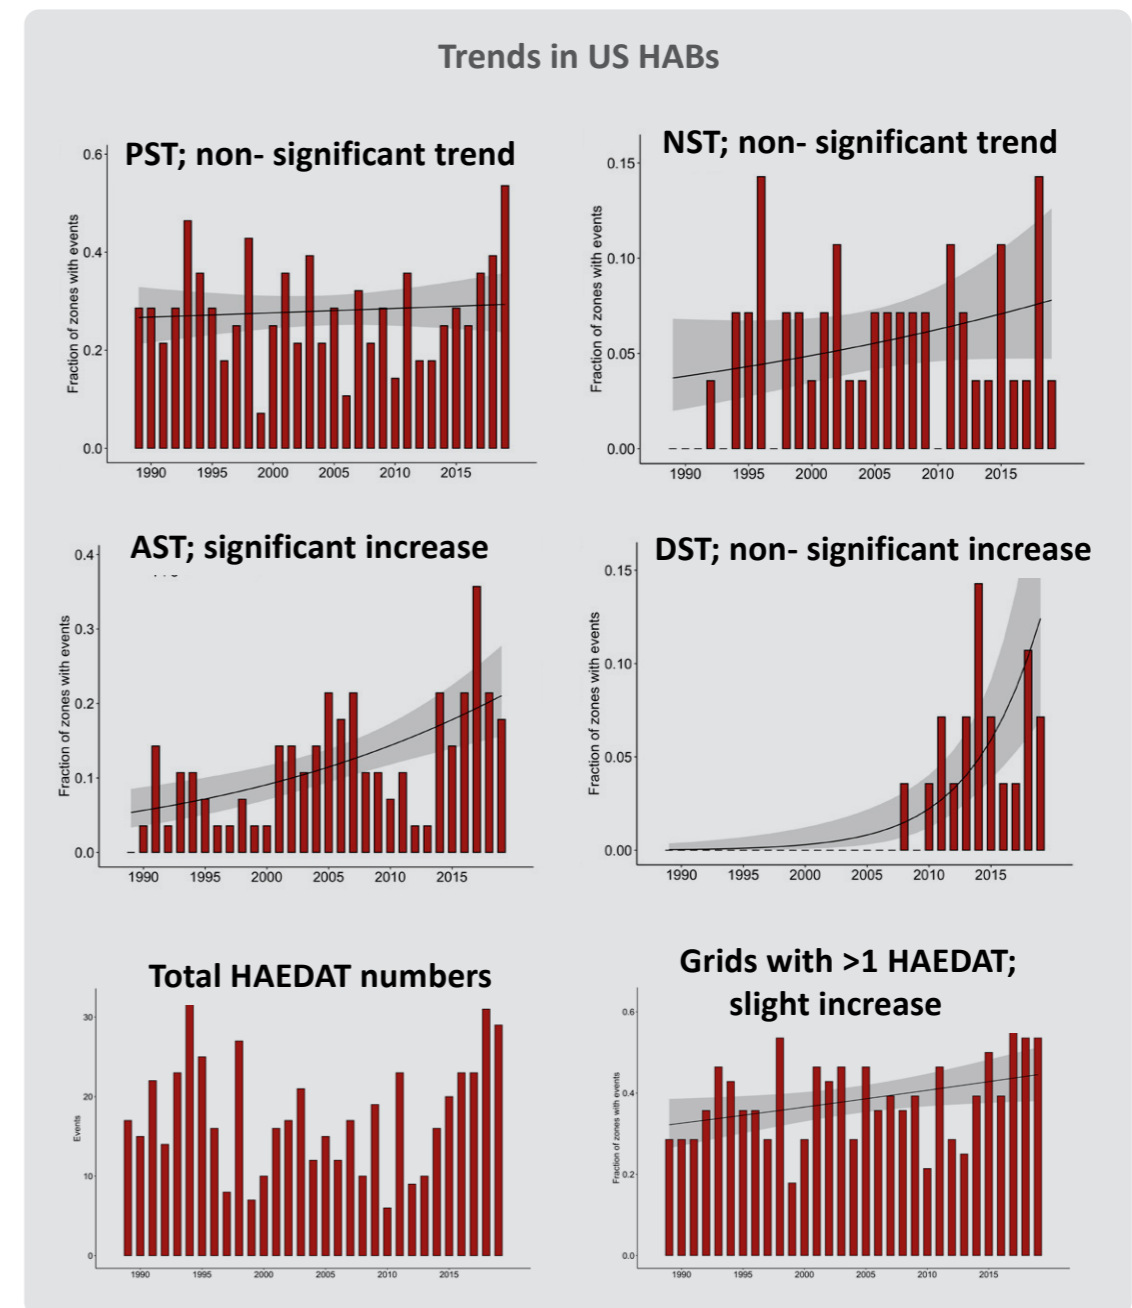 Trends in US HABs
PST; non- significant trend
Fraction of zones with events
0.6
0.4
0.2
0.0
1990 1995 2000 2005 2010 2015
NST; non- significant trend
Fraction of zones with events
0.15
0.10
0.05
0.00
1990 1995 2000 2005 2010 2015
AST; significant increase
Fraction of zones with events
0.4
0.3
0.2
0.1
0.0
1990 1995 2000 2005 2010 2015
DST; non- significant increase
Fraction of zones with events
0.15
0.10
0.05
0.00
1990 1995 2000 2005 2010 2015
Total HAEDAT numbers
Events
30
20
10
0
1990 1995 2000 2005 2010 2015
Grids with >1 HAEDAT;
slight increase
Fraction of zones with events
0.6
0.4
0.2
0.0
1990 1995 2000 2005 2010 2015